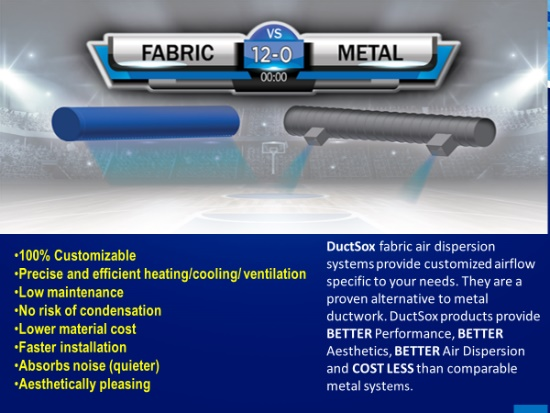 VS
FABRIC 12-0 METAL
00:00
•100% Customizable
•Precise and efficient heating/cooling/ ventilation
•Low maintenance
•No risk of condensation
•Lower material cost
•Faster installation
•Absorbs noise (quieter)
•Aesthetically pleasing
DuctSox fabric air dispersion
systems provide customized airflow
specific to your needs. They are a
proven alternative to metal
ductwork. DuctSox products provide
BETTER Performance, BETTER
Aesthetics, BETTER Air Dispersion
and COST LESS than comparable
metal systems.